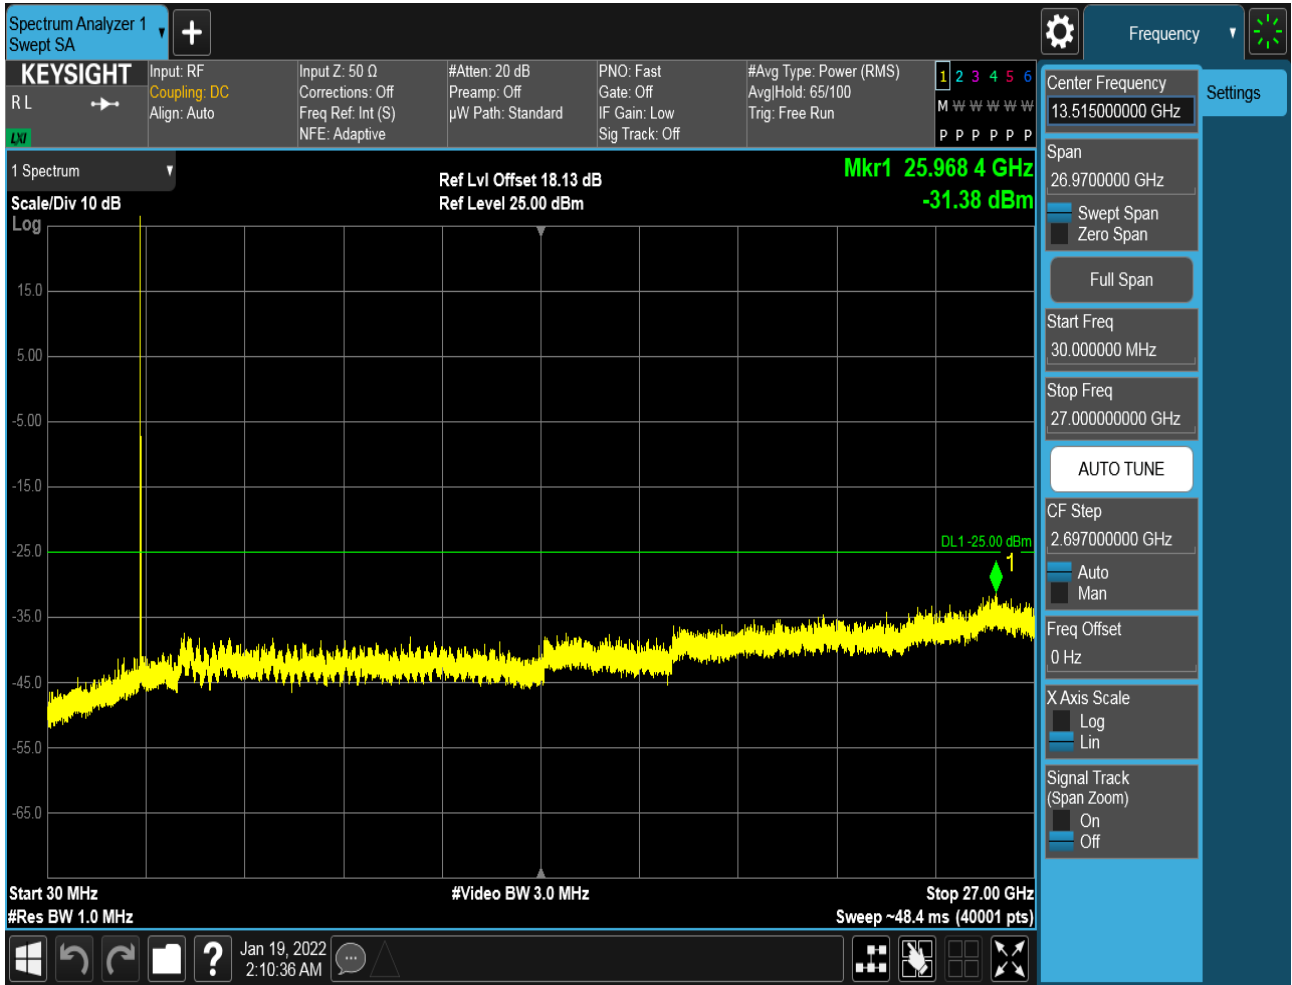 Spectrum Analyzer 1
Swept SA
Frequency
KEYSIGHT
R L
LXI
Input: RF
Coupling: DC
Align: Auto
Input Z: 50 Ω
Corrections: Off
Freq Ref: Int (S)
NFE: Adaptive
#Atten: 20 dB
Preamp: Off
µW Path: Standard
PNO: Fast
Gate: Off
IF Gain: Low
Sig Track: Off
#Avg Type: Power (RMS)
Avg|Hold: 65/100
Trig: Free Run
1 2 3 4 5 6
M W W W W W
P P P P P P
1 Spectrum
Scale/Div 10 dB
Log
Ref Lvl Offset 18.13 dB
Ref Level 25.00 dBm
Mkr1 25.968 4 GHz
-31.38 dBm
15.0
5.00
-5.00
-15.0
-25.0
-35.0
-45.0
-55.0
-65.0
DL1 -25.00 dBm
1
Start 30 MHz
#Res BW 1.0 MHz
#Video BW 3.0 MHz
Stop 27.00 GHz
Sweep ~48.4 ms (40001 pts)
Jan 19, 2022
2:10:36 AM
Center Frequency
13.515000000 GHz
Settings
Span
26.9700000 GHz
Swept Span
Zero Span
Full Span
Start Freq
30.000000 MHz
Stop Freq
27.000000000 GHz
AUTO TUNE
CF Step
2.697000000 GHz
Auto
Man
Freq Offset
0 Hz
X Axis Scale
Log
Lin
Signal Track
(Span Zoom)
On
Off